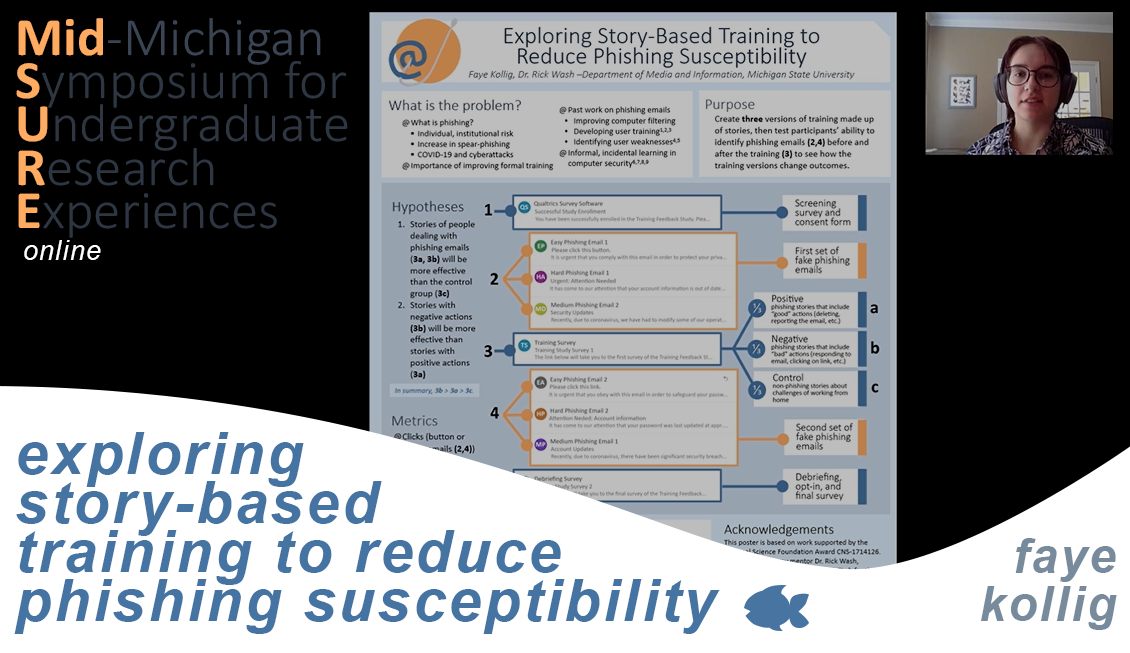 Mid-Michigan
Symposium for
Undergraduate
Research
Experiences
online
Exploring Story-Based Training to
Reduce Phishing Susceptibility
Faye Kollig, Dr. Rick Wash –Department of Media and Information, Michigan State University
What is the problem?
@What is phishing?
• Individual, institutional risk
• Increase in spear-phishing
• COVID-19 and cyberattacks
@Importance of improving formal training
@Past work on phishing emails
• Improving computer filtering
• Developing user training1,2,3
• Identifying user weaknesses4,5
@Informal, incidental learning in
computer security6,7,8,9
Purpose
Create three versions of training made up
of stories, then test participants' ability to
identify phishing emails (2,4) before and
after the training (3) to see how the
training versions change outcomes.
Hypotheses
1. Stories of people
dealing with
phishing emails
(3a, 3b) will be
more effective
than the control
group (3c)
2. Stories with
negative actions
(3b) will be more
effective than
stories with
positive actions
(3a)
In summary, 3b > 3a > 3c.
Metrics
@Clicks (button or
emails (2,4))
1
QS
Qualtrics Survey Software
Successful Study Enrollment
You have been successfully enrolled in the Training Feedback Study. Plea...
Screening
survey and
consent form
2
EP
Easy Phishing Email 1
Please click this button.
It is urgent that you comply with this email in order to protect your priva...
HA
Hard Phishing Email 1
Urgent: Attention Needed
It has come to our attention that your account information is out of date...
MD
Medium Phishing Email 2
Security Updates
Recently, due to coronavirus, we have had to modify some of our operat...
First set of
fake phishing
emails
3
TS
Training Survey
Training Study Survey 1
The link below will take you to the first survey of the Training Feedback St...
⅓
Positive
phishing stories that include
"good" actions (deleting,
reporting the email, etc.)
a
⅓
Negative
phishing stories that include
"bad" actions (responding to
email, clicking on link, etc.)
b
⅓
Control
non-phishing stories about
challenges of working from
home
c
4
EA
Easy Phishing Email 2
Please click this link.
It is urgent that you obey with this email in order to safeguard your passw...
HP
Hard Phishing Email 2
Attention Neded: Account information
It has come to our attention that your password was last updated at appr...
MP
Medium Phishing Email 1
Account Updates
Recently, due to coronavirus, there have been significant security breach...
Second set of
fake phishing
emails
Debriefing Survey
Study Survey 2
take you to the final survey of the Training Feedback...
Debriefing,
opt-in, and
final survey
Acknowledgements
This poster is based on work supported by the
Science Foundation Award CNS-1714126.
mentor Dr. Rick Wash,
exploring
story-based
training to reduce
phishing susceptibility
faye
kollig